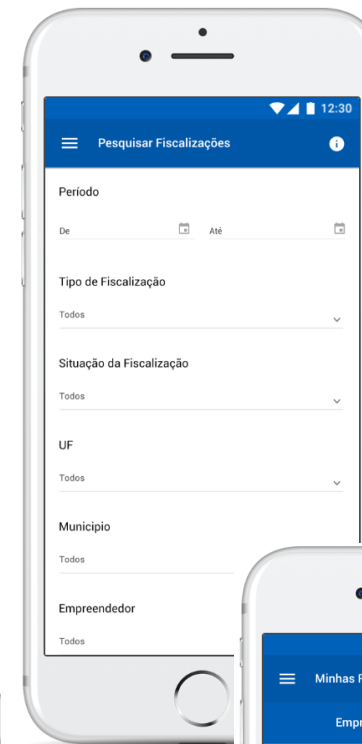 12:30
Pesquisar Fiscalizações
Período
De Até
Tipo de Fiscalização
Todos
Situação da Fiscalização
Todos
UF
Todos
Municipio
Todos
Empreendedor
Todos
Minhas